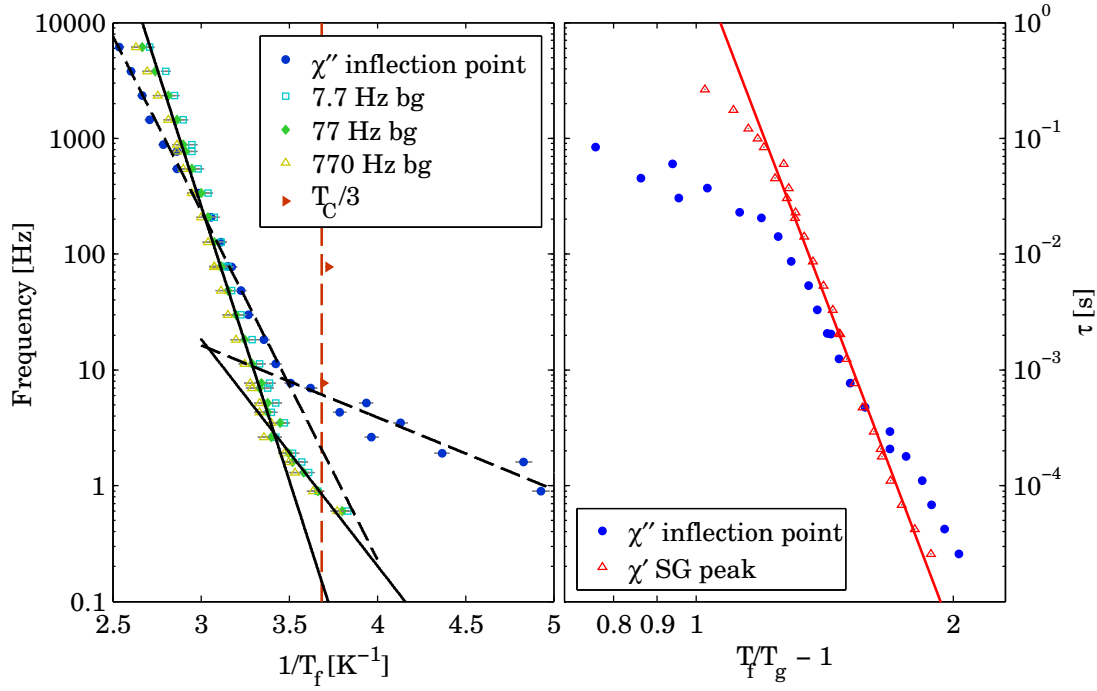 10000
1000
100
10
1
0.1
Frequency [Hz]
2.5 3 3.5 4 4.5 5
1/T_f [K⁻¹]
χ″ inflection point
7.7 Hz bg
77 Hz bg
770 Hz bg
T_C/3
10⁰
10⁻¹
10⁻²
10⁻³
10⁻⁴
τ [s]
0.8 0.9 1 2
T_f/T_g − 1
χ″ inflection point
χ′ SG peak